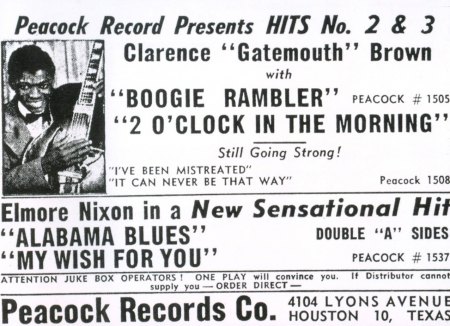 Peacock Record Presents HITS No. 2 & 3
Clarence "Gatemouth" Brown
with
"BOOGIE RAMBLER" PEACOCK # 1505
"2 O'CLOCK IN THE MORNING"
Still Going Strong!
"I'VE BEEN MISTREATED"
"IT CAN NEVER BE THAT WAY" Peacock 1508
Elmore Nixon in a New Sensational Hit
"ALABAMA BLUES" DOUBLE "A" SIDES
"MY WISH FOR YOU" PEACOCK # 1537
ATTENTION JUKE BOX OPERATORS! ONE PLAY will convince you. If Distributor cannot
supply you — ORDER DIRECT —
Peacock Records Co. 4104 LYONS AVENUE
HOUSTON 10, TEXAS